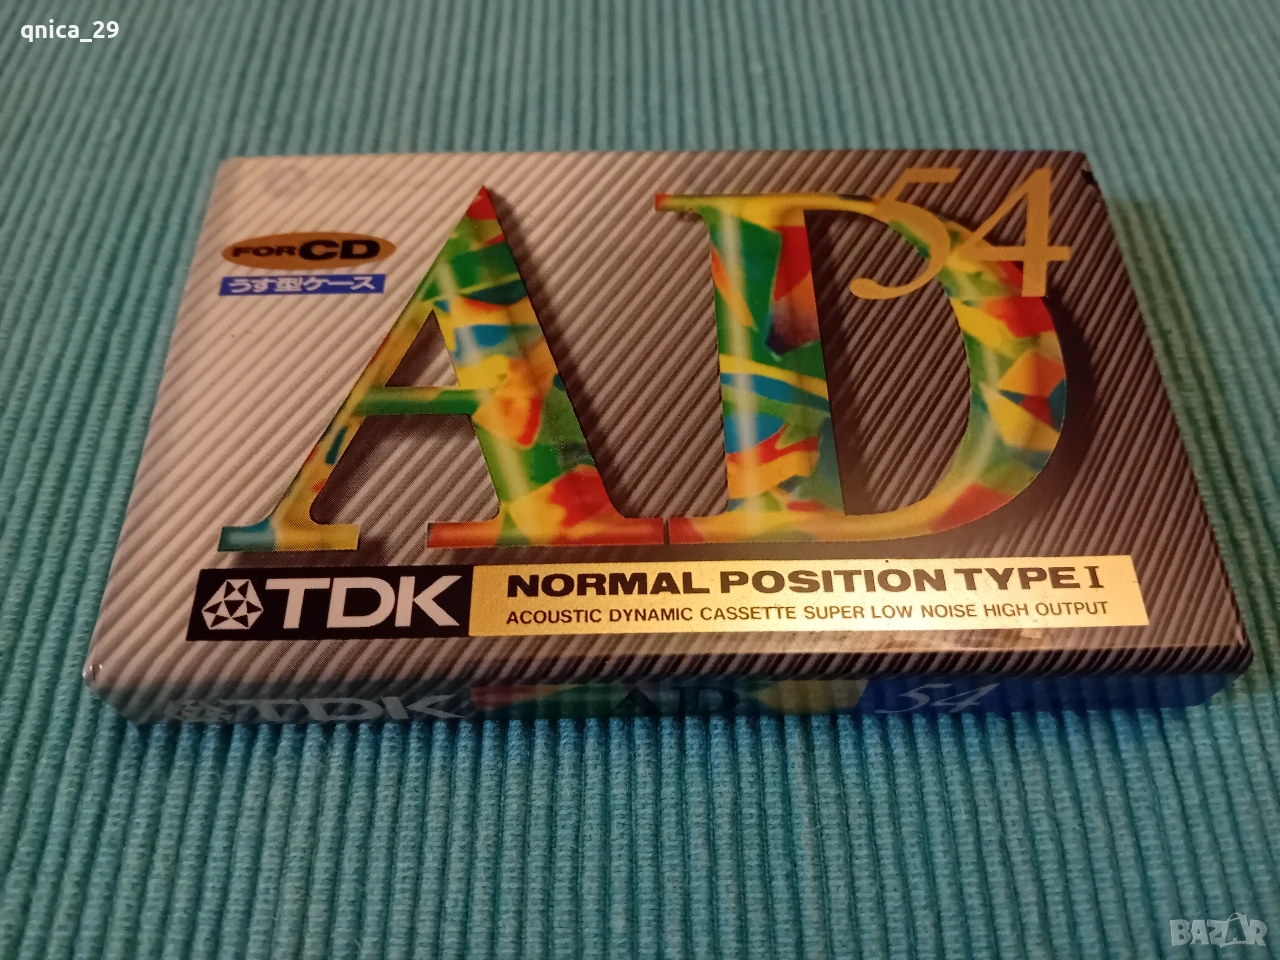 qnica_29
AD 54
FOR CD
うす型ケース
TDK
NORMAL POSITION TYPE I
ACOUSTIC DYNAMIC CASSETTE SUPER LOW NOISE HIGH OUTPUT
TDK AD 54
BAZAR